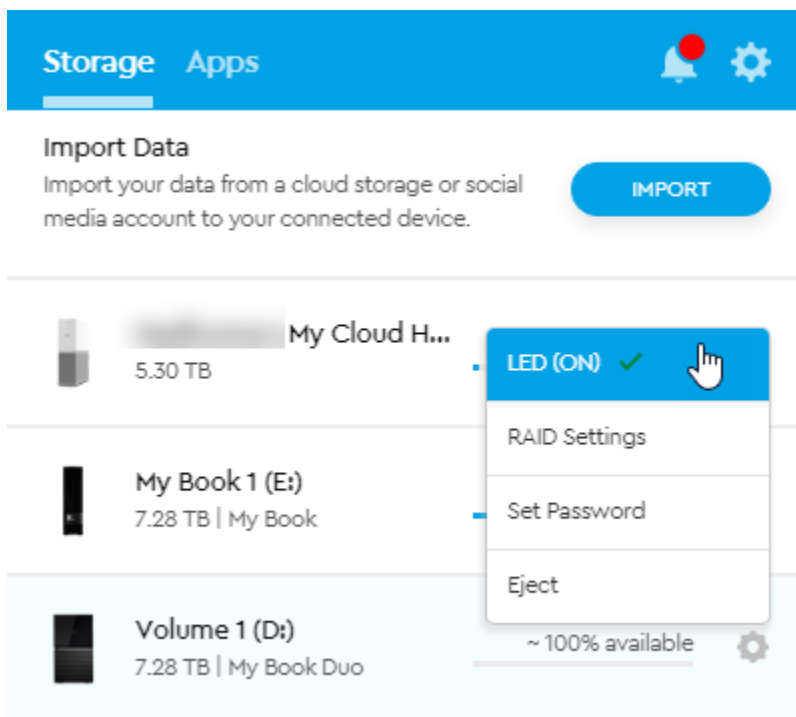 Storage Apps
Import Data
Import your data from a cloud storage or social
media account to your connected device.
IMPORT
My Cloud H...
5.30 TB
LED (ON)
RAID Settings
My Book 1 (E:)
7.28 TB | My Book
Set Password
Eject
Volume 1 (D:)
7.28 TB | My Book Duo
~ 100% available